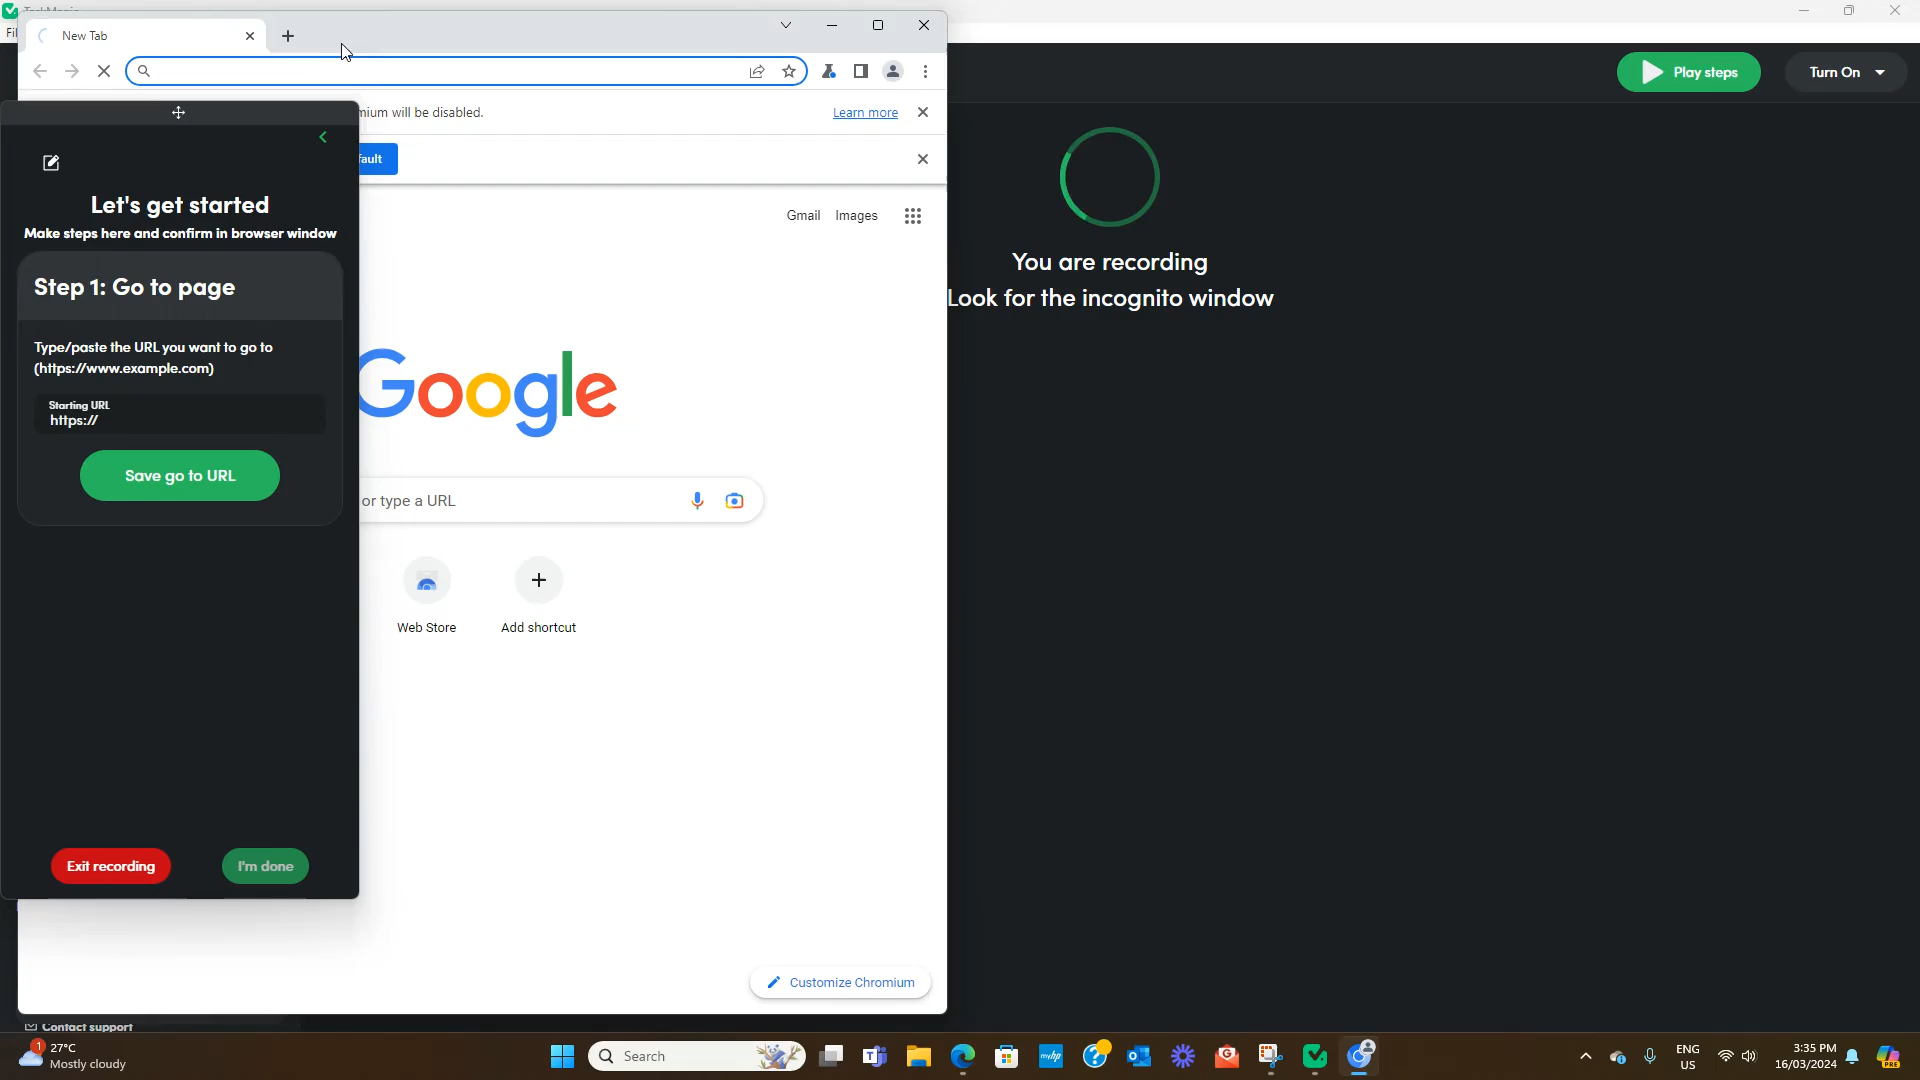 Fil
New Tab
mium will be disabled.
Learn more
Play steps
Turn On
fault
Let's get started
Make steps here and confirm in browser window
Step 1: Go to page
Type/paste the URL you want to go to
(https://www.example.com)
Starting URL
https://
Save go to URL
Exit recording
I'm done
Gmail
Images
Google
or type a URL
Web Store
Add shortcut
Customize Chromium
You are recording
Look for the incognito window
Contact support
1
27°C
Mostly cloudy
Search
myhp
ENG
US
3:35 PM
16/03/2024
PRE